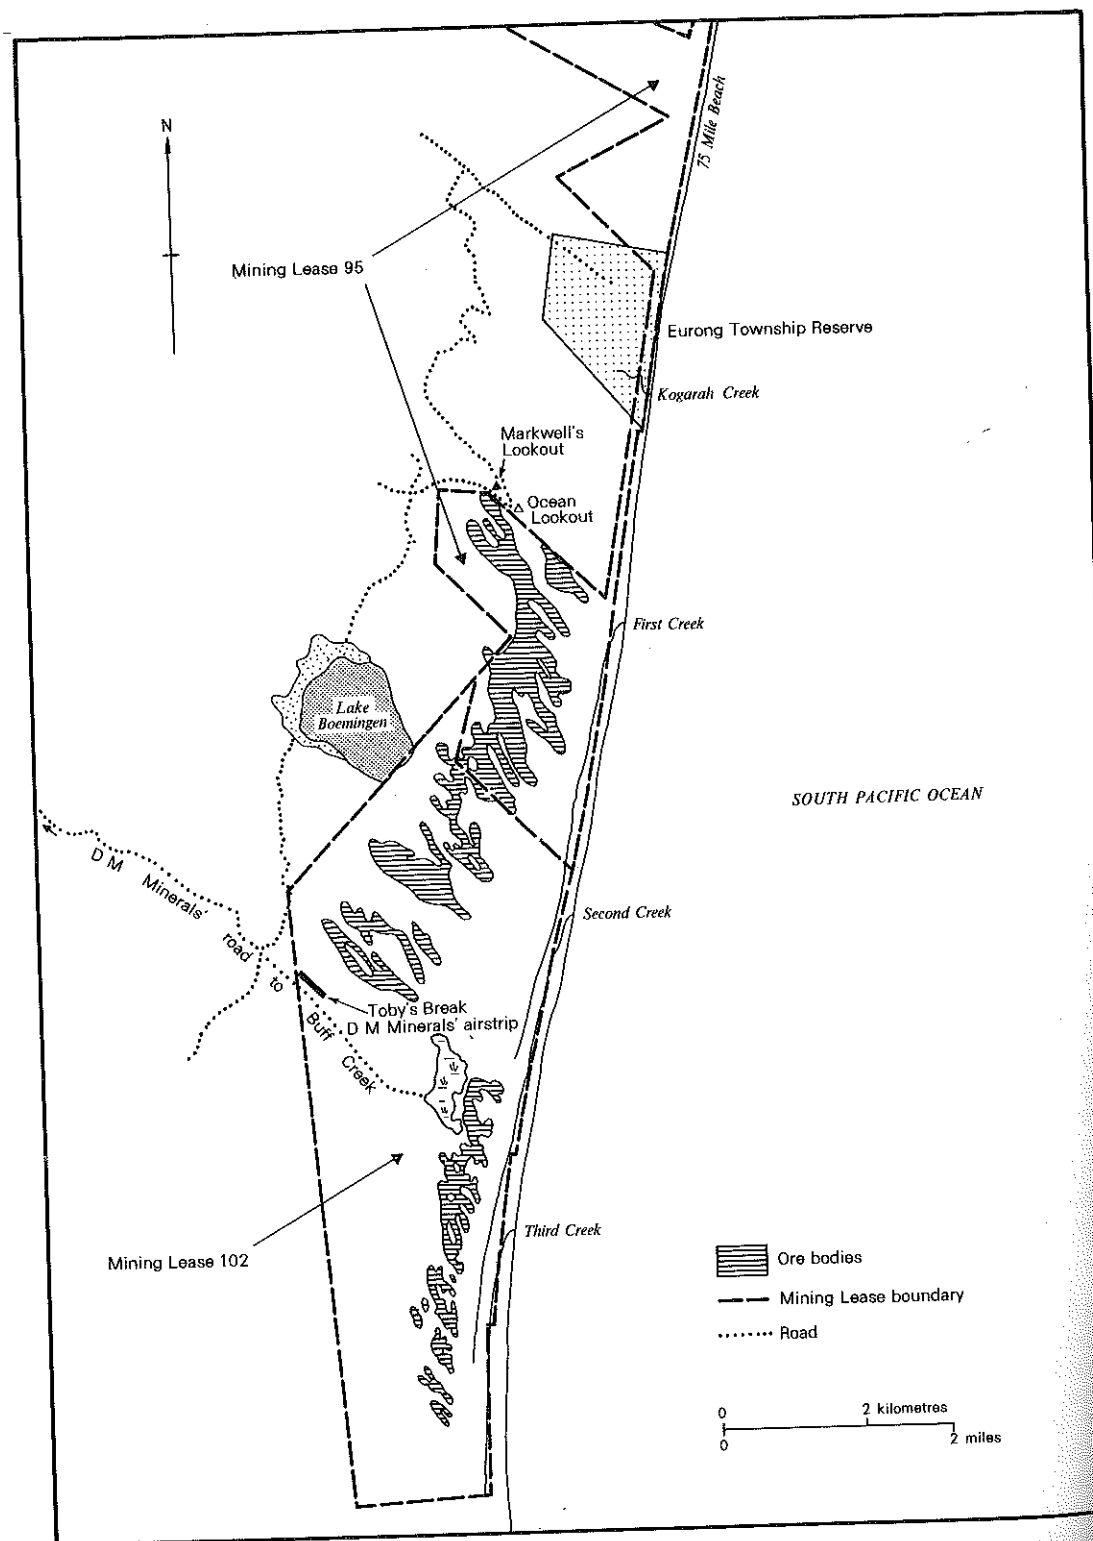 N
75 Mile Beach
Mining Lease 95
Eurong Township Reserve
Kogarah Creek
Markwell's
Lookout
Ocean
Lookout
First Creek
Lake
Boemingen
SOUTH PACIFIC OCEAN
D M Minerals' road to Buff Creek
Second Creek
Toby's Break
D M Minerals' airstrip
Third Creek
Mining Lease 102
Ore bodies
Mining Lease boundary
Road
0 2 kilometres
0 2 miles